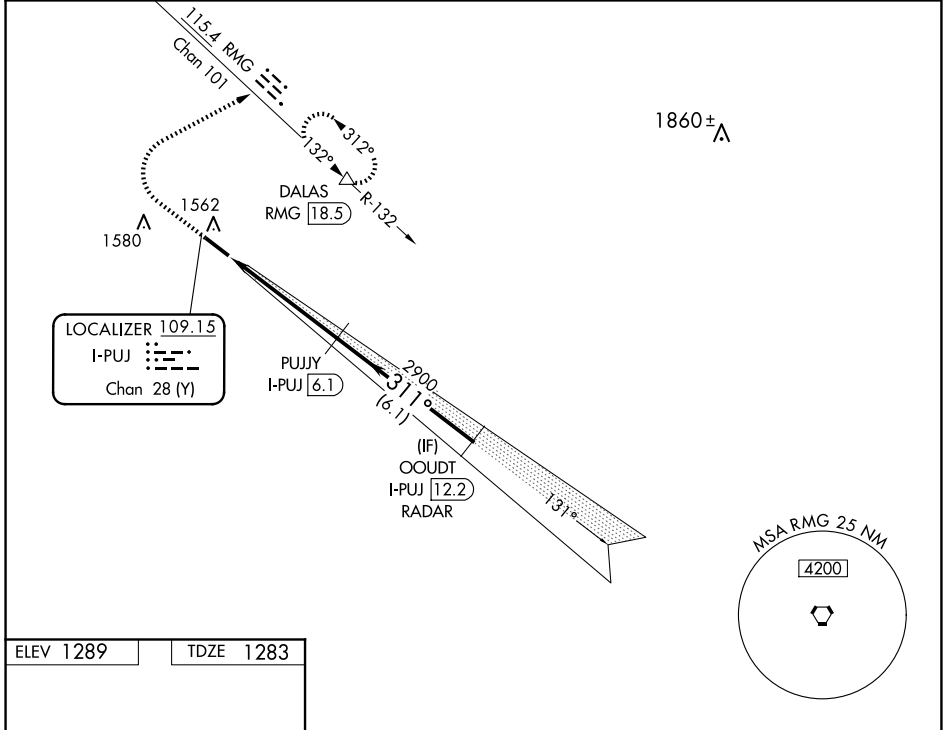 115.4 RMG
Chan 101
1860±
312°
132°
DALAS
RMG 18.5
R-132
1562
1580
LOCALIZER 109.15
I-PUJ
Chan 28 (Y)
PUJJY
I-PUJ 6.1
2900
311°
(6.1)
(IF)
OOUDT
I-PUJ 12.2
RADAR
131°
MSA RMG 25 NM
4200
ELEV 1289
TDZE 1283